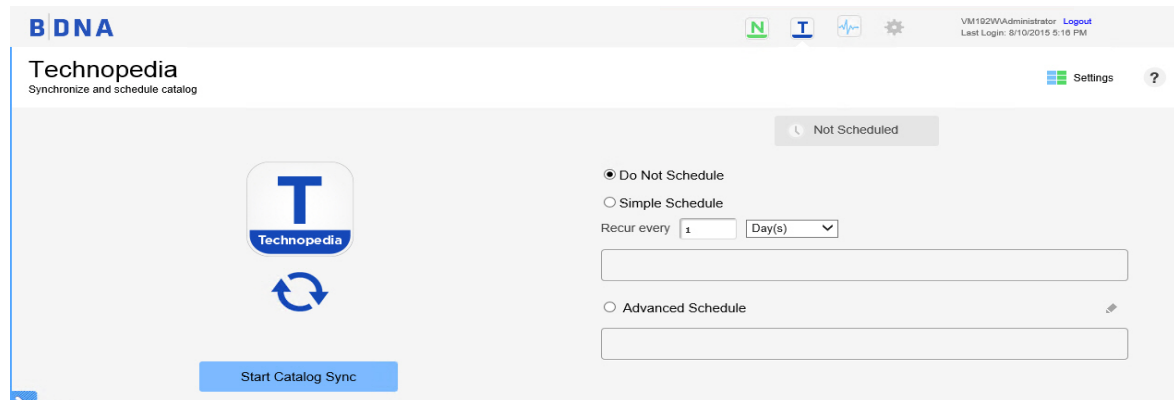 BDNA
N T
VM192W\Administrator Logout
Last Login: 8/10/2015 5:16 PM
Technopedia
Synchronize and schedule catalog
Settings ?
Not Scheduled
T
Technopedia
Start Catalog Sync
Do Not Schedule
Simple Schedule
Recur every 1 Day(s)
Advanced Schedule